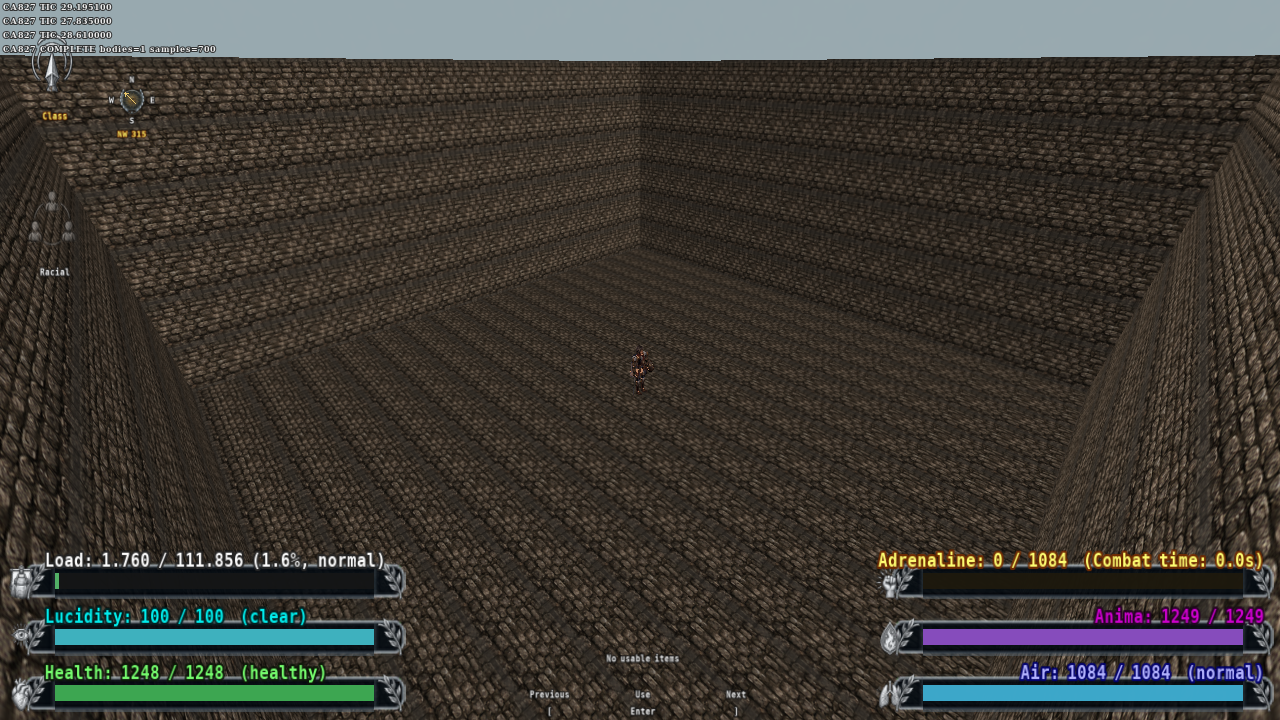 CA827 TIC 29.195100
CA827 TIC 27.835000
CA827 TIC 28.610000
CA827 COMPLETE bodies=1 samples=700
Class
N
W E
S
NW 315
Racial
Load: 1.760 / 111.856 (1.6%, normal)
Lucidity: 100 / 100 (clear)
Health: 1248 / 1248 (healthy)
Adrenaline: 0 / 1084 (Combat time: 0.0s)
Anima: 1249 / 1249
Air: 1084 / 1084 (normal)
No usable items
Previous Use Next
[ Enter ]